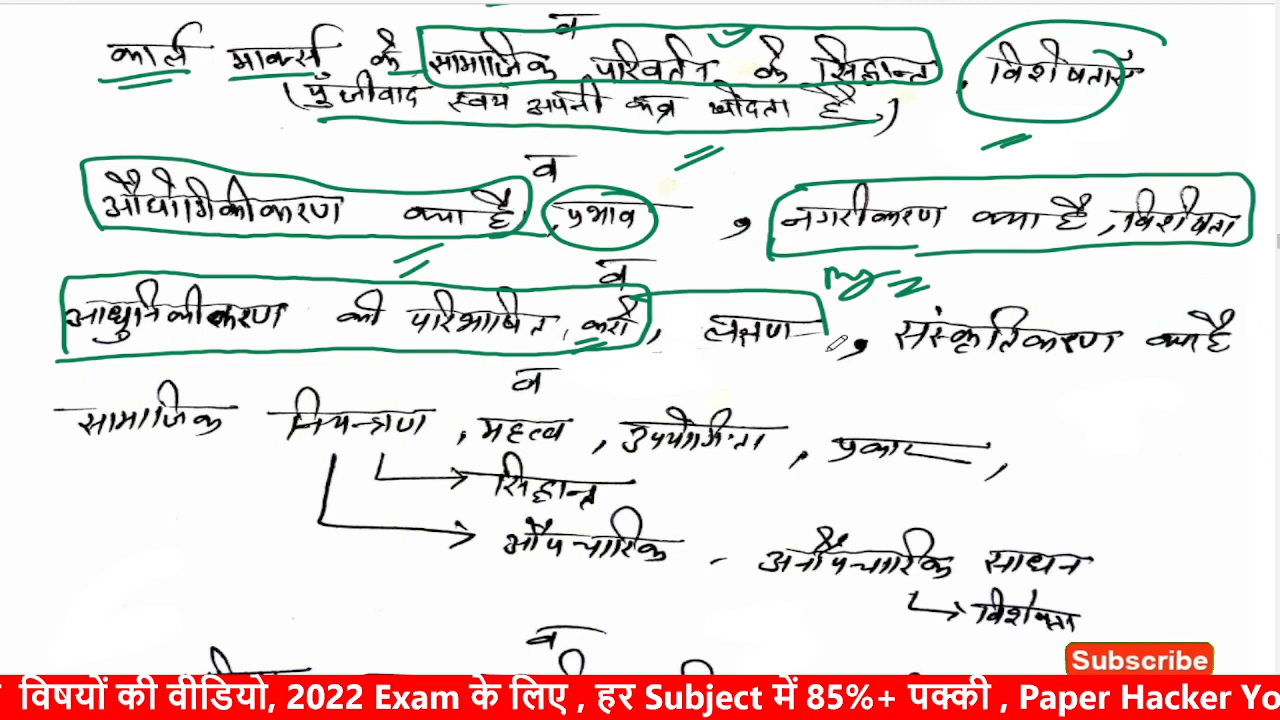 व
कार्ल मार्क्स के सामाजिक परिवर्तन के सिद्धान्त, विशेषताएँ
(पुंजीवाद स्वयं अपनी कब्र खोदता है,)
व
औधोगिकीकरण क्या है, प्रभाव, नगरीकरण क्या है, विशेषता
व
आधुनिकीकरण को परिभाषित करों, लक्षण, संस्कृतिकरण क्या है
व
सामाजिक नियन्त्रण, महत्व, उपयोगिता, प्रकार,
सिद्धान्त
औपचारिक - अनौपचारिक साधन
विशेषता
व
Subscribe
विषयों की वीडियो, 2022 Exam के लिए , हर Subject में 85%+ पक्की , Paper Hacker Yo